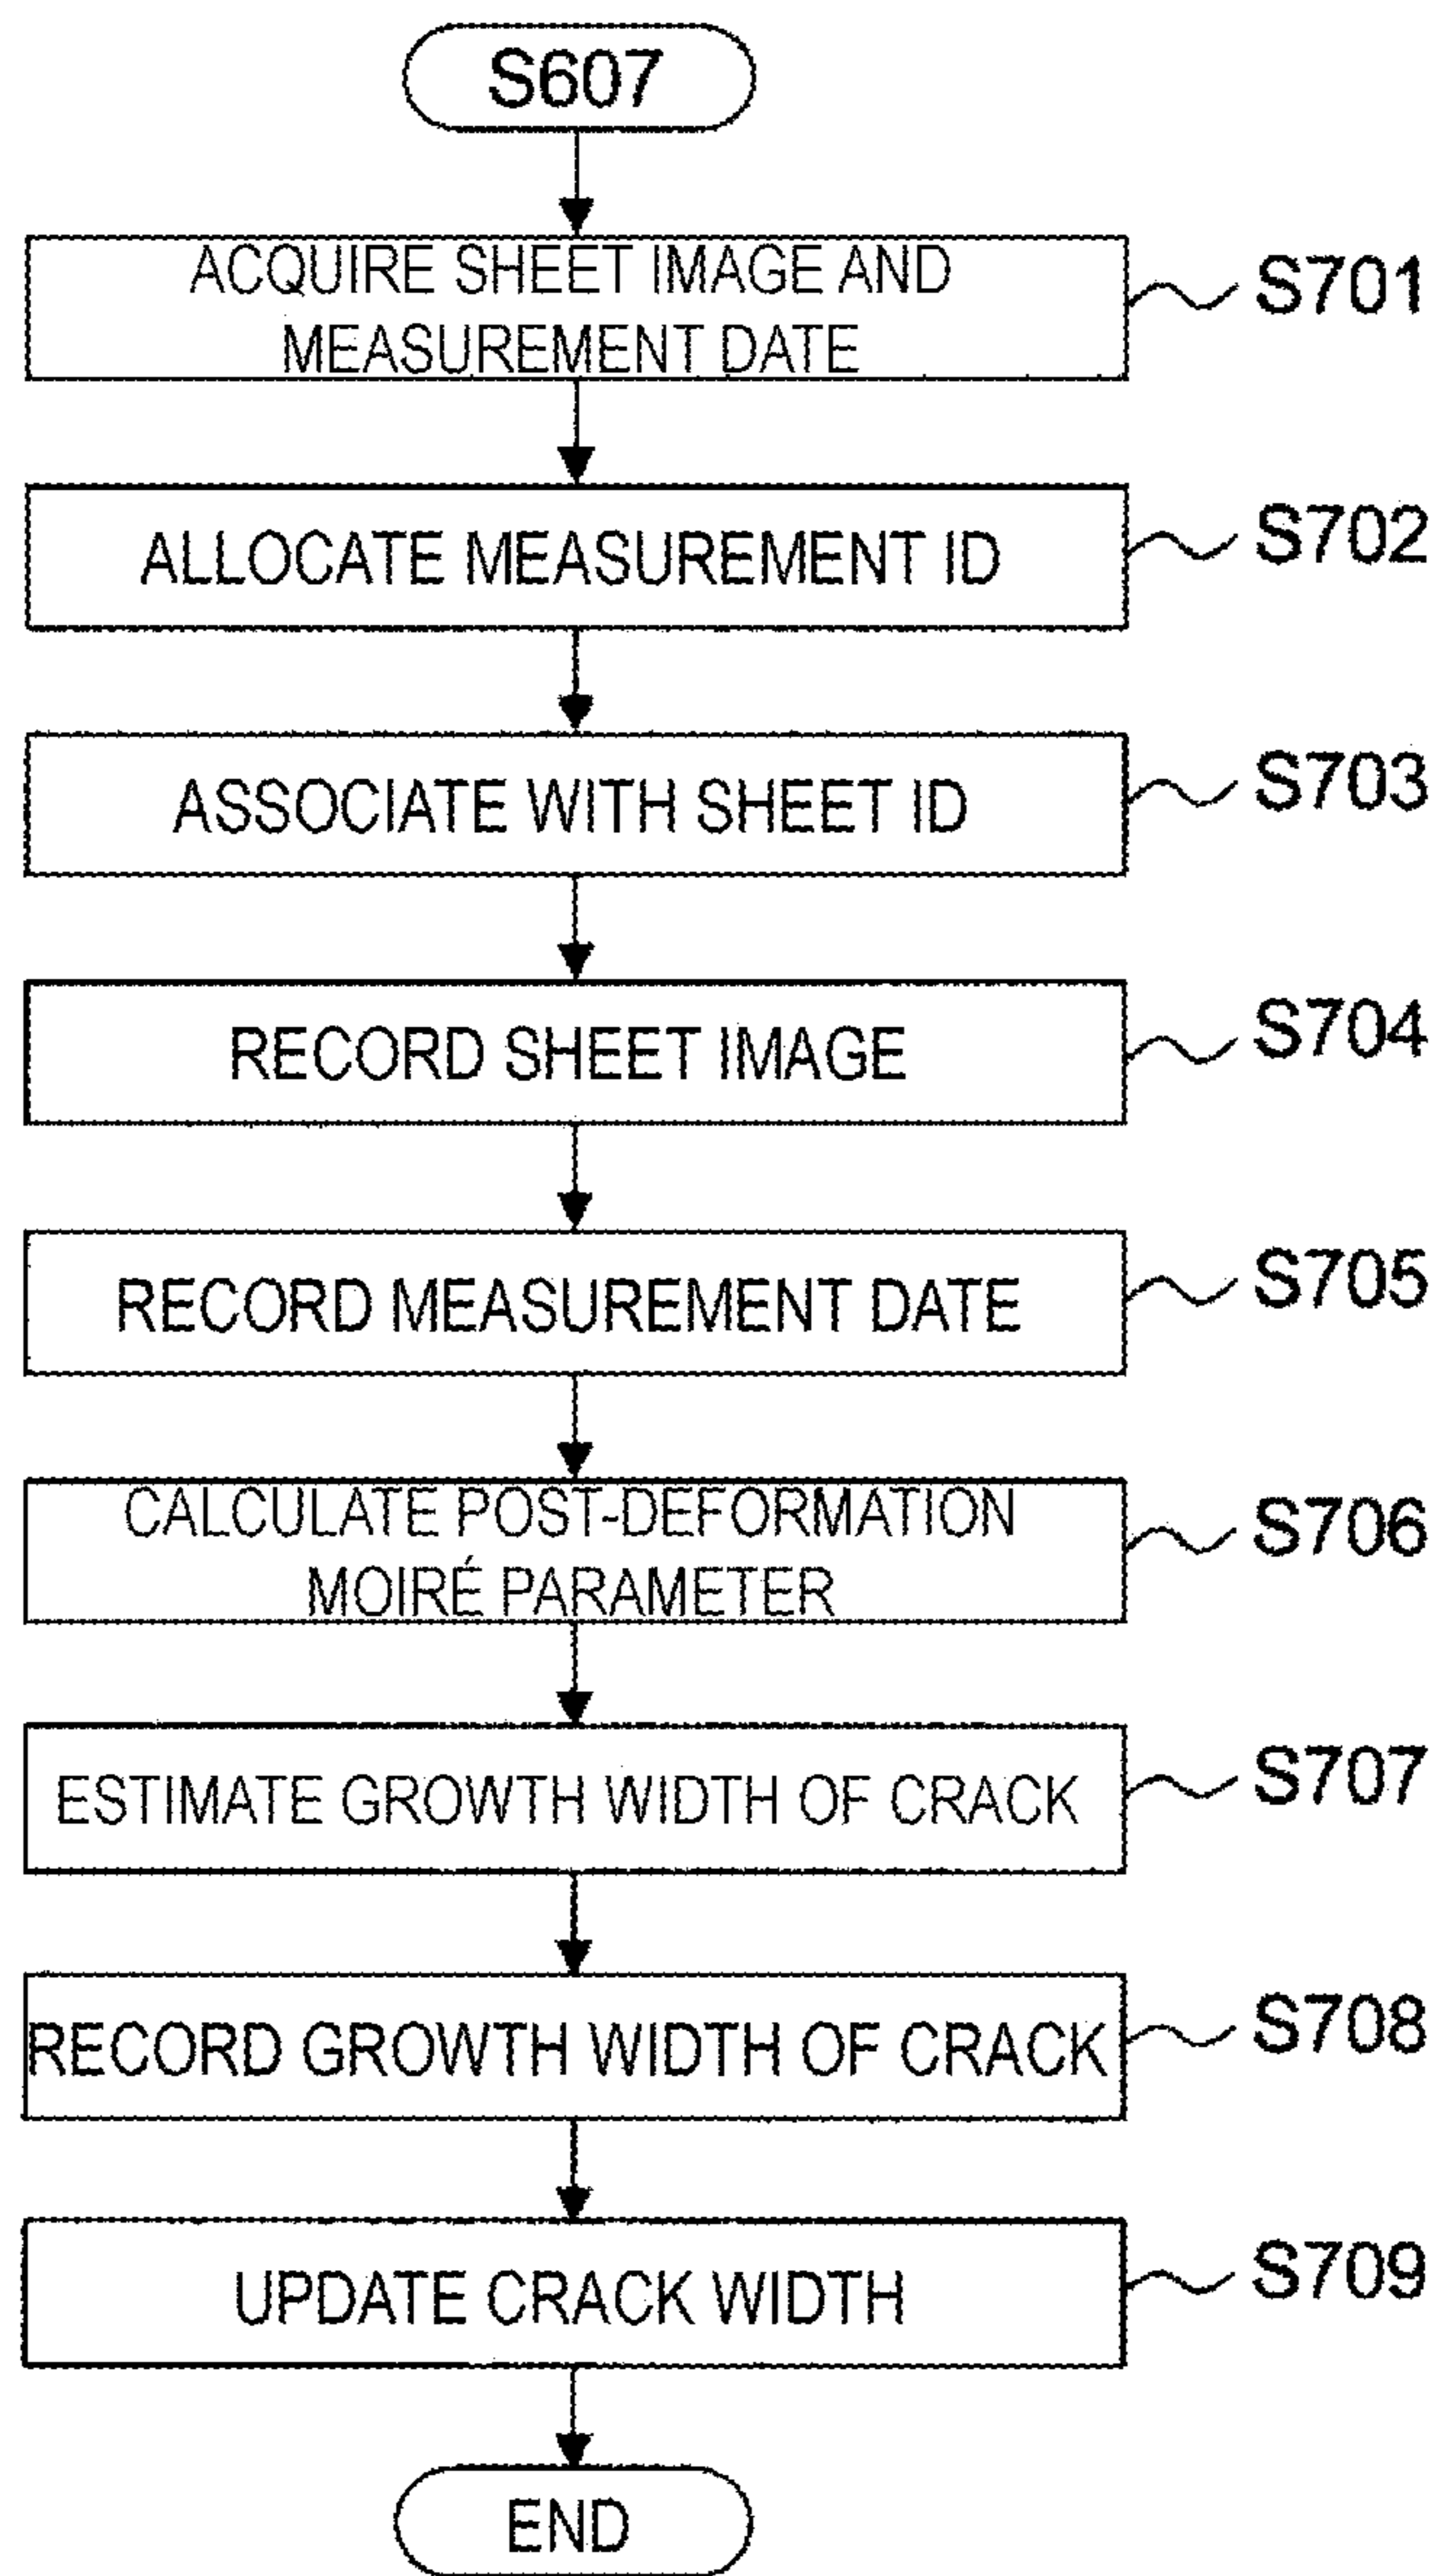 S607
ACQUIRE SHEET IMAGE AND
MEASUREMENT DATE
S701
ALLOCATE MEASUREMENT ID
S702
ASSOCIATE WITH SHEET ID
S703
RECORD SHEET IMAGE
S704
RECORD MEASUREMENT DATE
S705
CALCULATE POST-DEFORMATION
MOIRÉ PARAMETER
S706
ESTIMATE GROWTH WIDTH OF CRACK
S707
RECORD GROWTH WIDTH OF CRACK
S708
UPDATE CRACK WIDTH
S709
END